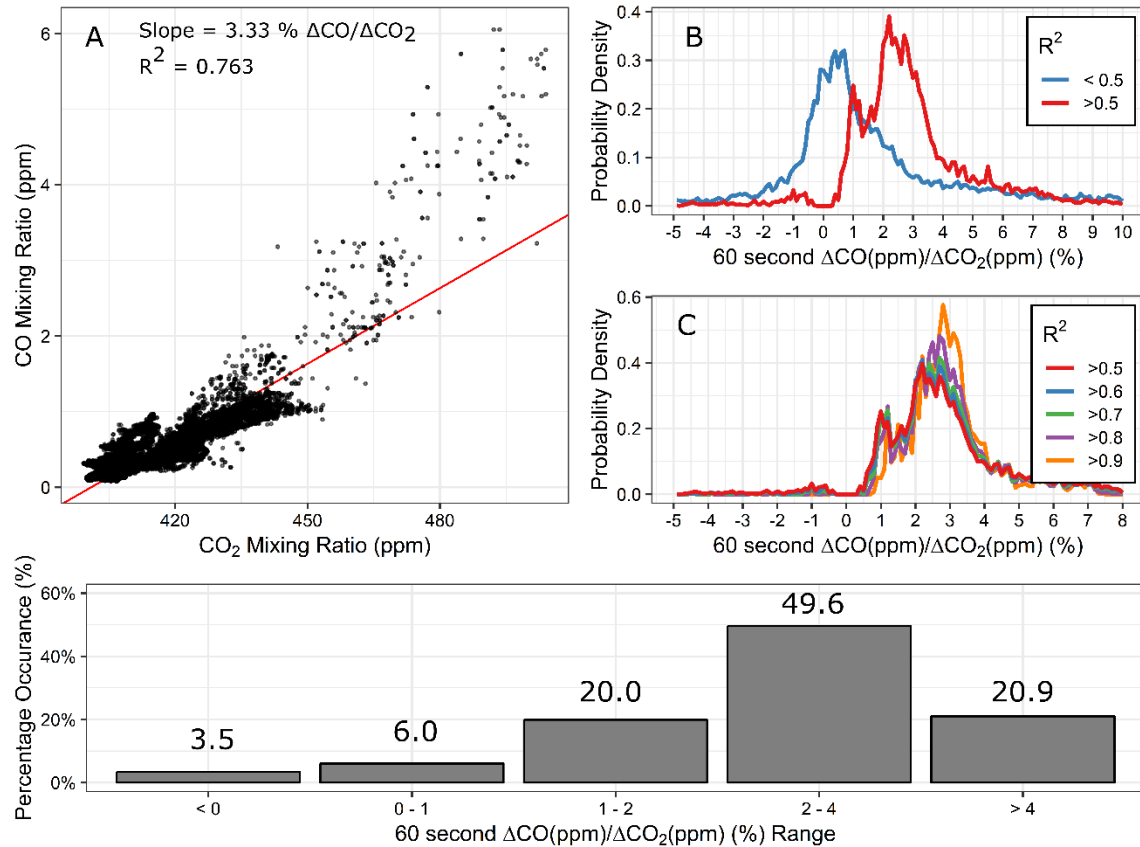 A
Slope = 3.33 % ΔCO/ΔCO₂
R² = 0.763
CO Mixing Ratio (ppm)
6
4
2
0
420
450
480
CO₂ Mixing Ratio (ppm)
B
R²
< 0.5
>0.5
Probability Density
0.4
0.3
0.2
0.1
0.0
-5 -4 -3 -2 -1 0 1 2 3 4 5 6 7 8 9 10
60 second ΔCO(ppm)/ΔCO₂(ppm) (%)
C
R²
>0.5
>0.6
>0.7
>0.8
>0.9
Probability Density
0.6
0.4
0.2
0.0
-5 -4 -3 -2 -1 0 1 2 3 4 5 6 7 8
60 second ΔCO(ppm)/ΔCO₂(ppm) (%)
Percentage Occurance (%)
60%
40%
20%
0%
3.5
6.0
20.0
49.6
20.9
< 0
0 - 1
1 - 2
2 - 4
> 4
60 second ΔCO(ppm)/ΔCO₂(ppm) (%) Range